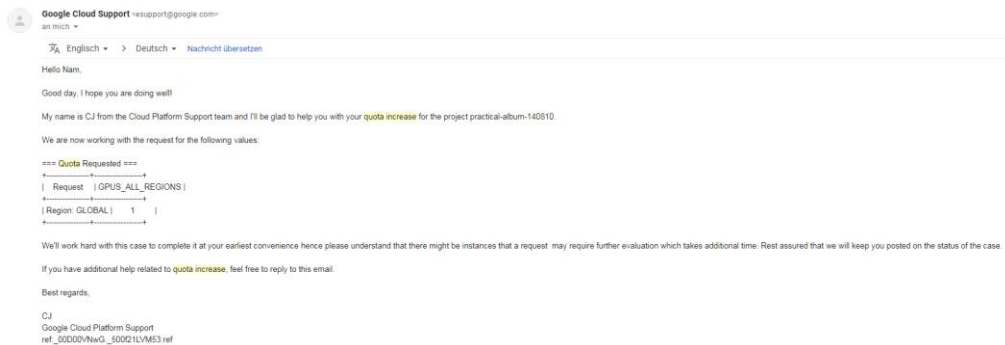 Google Cloud Support <esupport@google.com>
an mich
Englisch > Deutsch Nachricht übersetzen
Hello Nam,
Good day, I hope you are doing well!
My name is CJ from the Cloud Platform Support team and I'll be glad to help you with your quota increase for the project practical-album-140810.
We are now working with the request for the following values:
=== Quota Requested ===
+---------------+-----------------+
| Request | GPUS_ALL_REGIONS |
+---------------+-----------------+
| Region: GLOBAL | 1 |
+---------------+-----------------+
We'll work hard with this case to complete it at your earliest convenience hence please understand that there might be instances that a request may require further evaluation which takes additional time. Rest assured that we will keep you posted on the status of the case.
If you have additional help related to quota increase, feel free to reply to this email.
Best regards,
CJ
Google Cloud Platform Support
ref:_00D00VNwG._500f21LVM53:ref